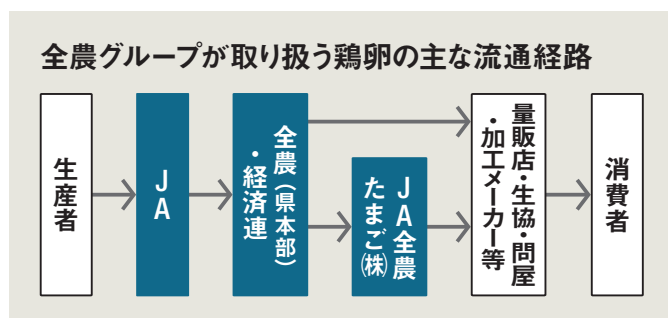 全農グループが取り扱う鶏卵の主な流通経路
生産者
JA
全農（県本部）
・経済連
JA全農
たまご㈱
量販店・生協・問屋
・加工メーカー等
消費者